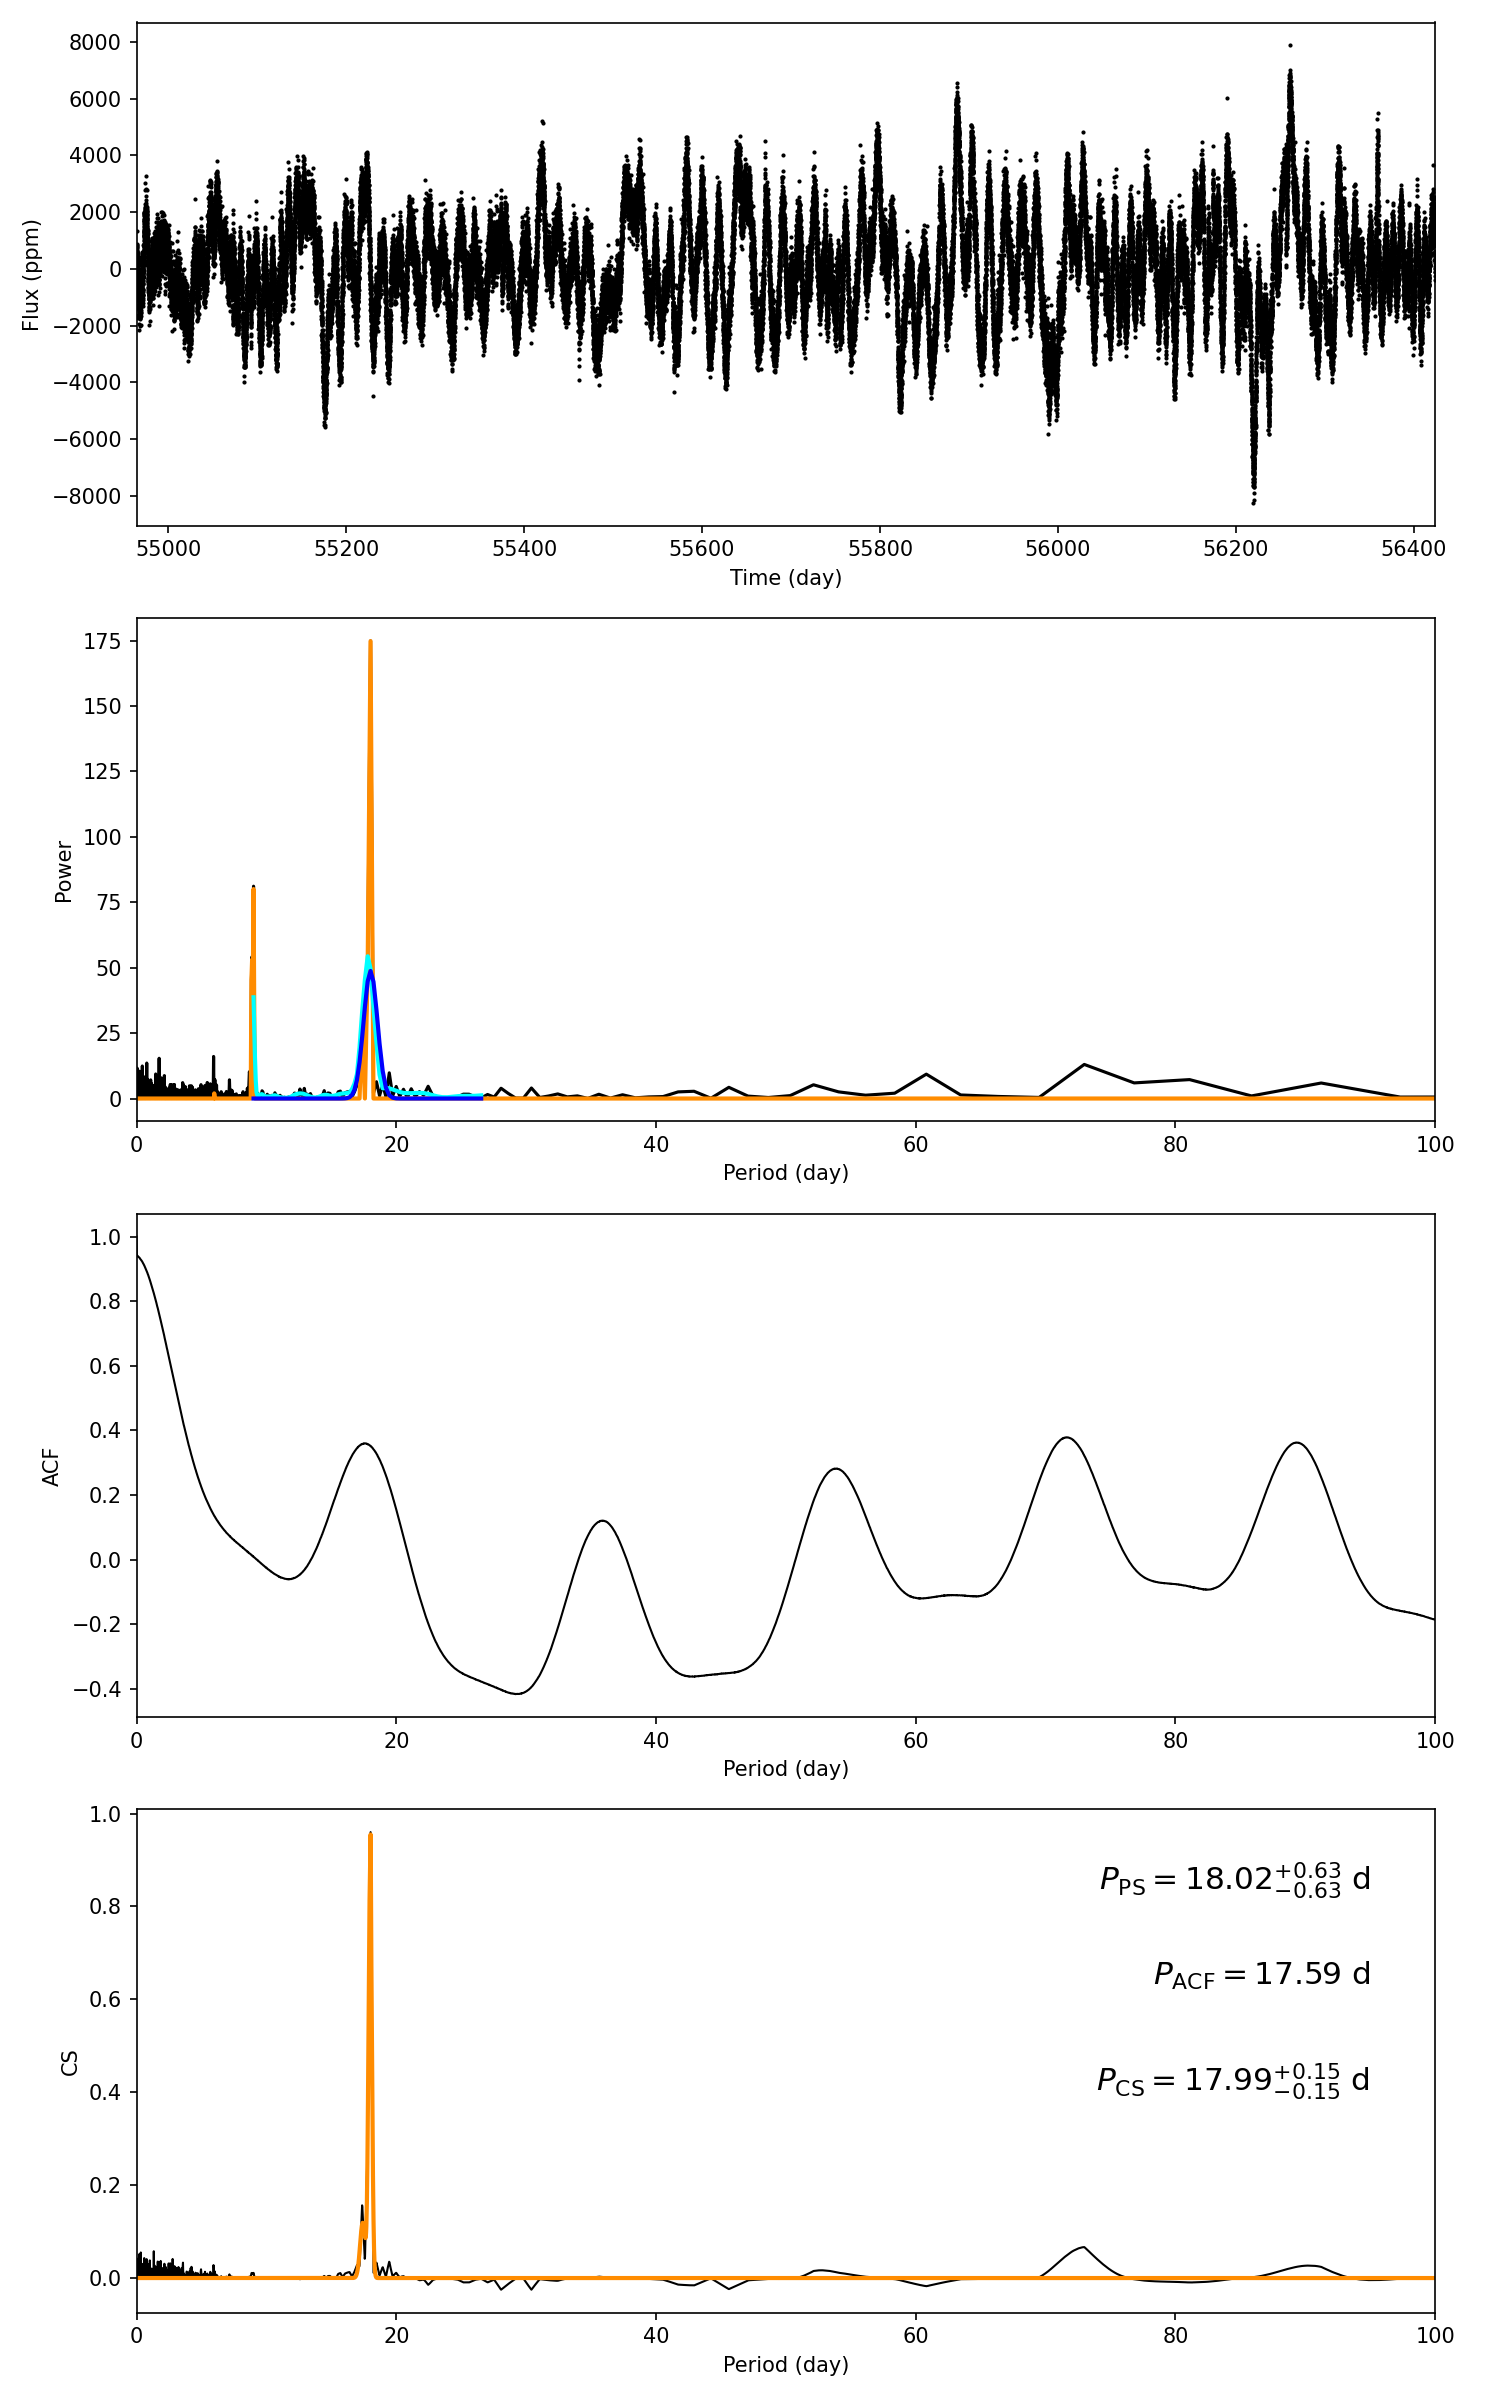 8000
6000
4000
2000
0
−2000
−4000
−6000
−8000
Flux (ppm)
55000 55200 55400 55600 55800 56000 56200 56400
Time (day)
175
150
125
100
75
50
25
0
Power
0 20 40 60 80 100
Period (day)
1.0
0.8
0.6
0.4
0.2
0.0
−0.2
−0.4
ACF
0 20 40 60 80 100
Period (day)
1.0
0.8
0.6
0.4
0.2
0.0
CS
P_PS = 18.02^{+0.63}_{−0.63} d
P_ACF = 17.59 d
P_CS = 17.99^{+0.15}_{−0.15} d
0 20 40 60 80 100
Period (day)